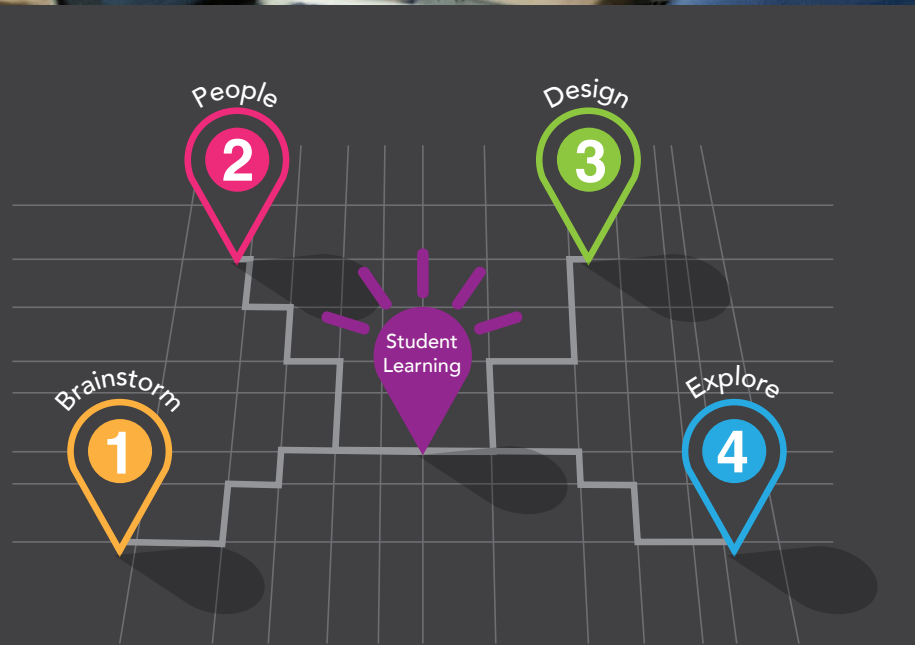 People
2
Design
3
Student
Learning
Brainstorm
1
Explore
4